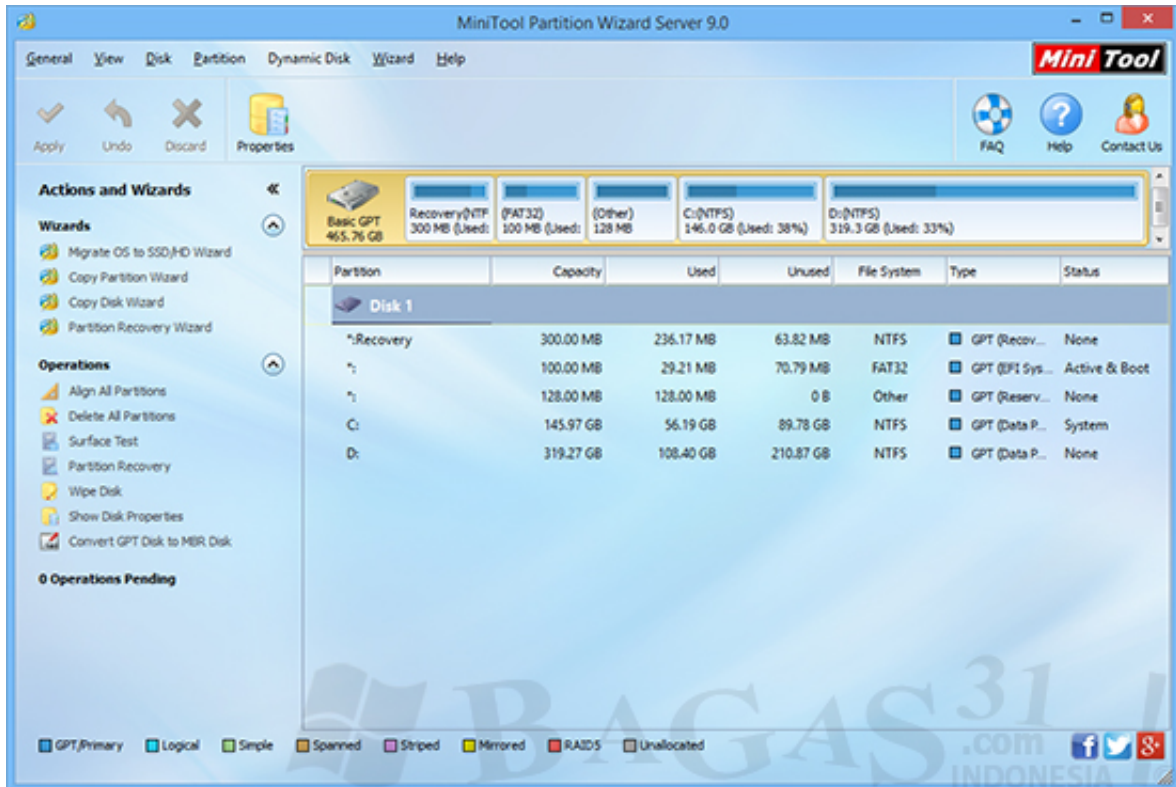 MiniTool Partition Wizard Server 9.0
General View Disk Partition Dynamic Disk Wizard Help
Mini Tool
Apply Undo Discard Properties FAQ Help Contact Us
Actions and Wizards
Wizards
Migrate OS to SSD/HD Wizard
Copy Partition Wizard
Copy Disk Wizard
Partition Recovery Wizard
Operations
Align All Partitions
Delete All Partitions
Surface Test
Partition Recovery
Wipe Disk
Show Disk Properties
Convert GPT Disk to MBR Disk
0 Operations Pending
Basic GPT
465.76 GB
Recovery(NTF
300 MB (Used:
(FAT32)
100 MB (Used:
(Other)
128 MB
C:(NTFS)
146.0 GB (Used: 38%)
D:(NTFS)
319.3 GB (Used: 33%)
Partition Capacity Used Unused File System Type Status
Disk 1
*:Recovery 300.00 MB 236.17 MB 63.82 MB NTFS GPT (Recov... None
*: 100.00 MB 29.21 MB 70.79 MB FAT32 GPT (EFI Sys... Active & Boot
*: 128.00 MB 128.00 MB 0 B Other GPT (Reserv... None
C: 145.97 GB 56.19 GB 89.78 GB NTFS GPT (Data P... System
D: 319.27 GB 108.40 GB 210.87 GB NTFS GPT (Data P... None
GPT/Primary Logical Simple Spanned Striped Mirrored RAID5 Unallocated
BAGAS31!
.com
INDONESIA